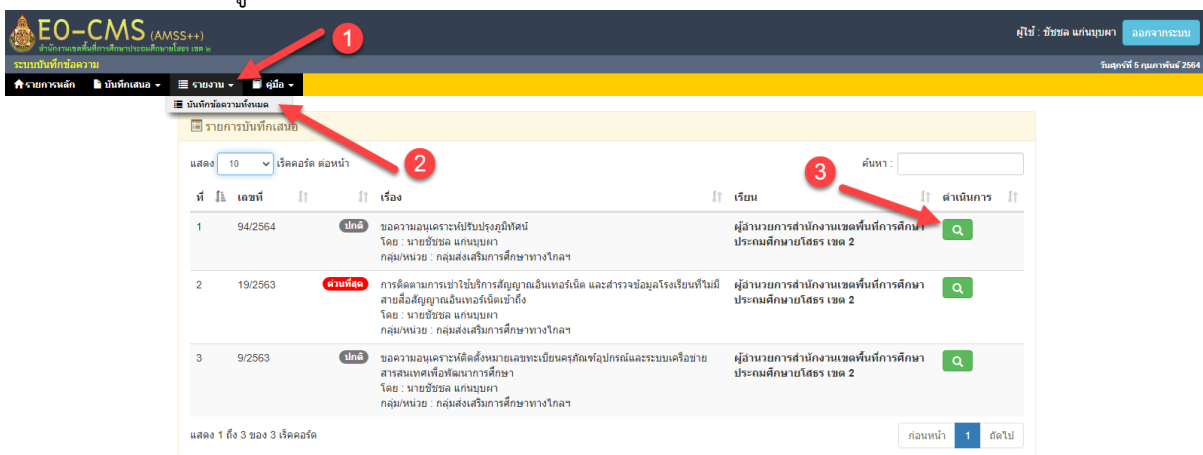 EO-CMS (AMSS++)
สำนักงานเขตพื้นที่การศึกษาประถมศึกษายโสธร เขต ๒
ผู้ใช้ : ชัชชล แก่นบุบผา
ออกจากระบบ
ระบบบันทึกข้อความ
วันศุกร์ที่ 5 กุมภาพันธ์ 2564
รายการหลัก บันทึกเสนอ รายงาน คู่มือ
1
บันทึกข้อความทั้งหมด
2
รายการบันทึกเสนอ
แสดง 10 เร็คคอร์ด ต่อหน้า
ค้นหา :
3
ที่ เลขที่ เรื่อง เรียน ดำเนินการ
1 94/2564 ปกติ ขอความอนุเคราะห์ปรับปรุงภูมิทัศน์ ผู้อำนวยการสำนักงานเขตพื้นที่การศึกษา
โดย : นายชัชชล แก่นบุบผา ประถมศึกษายโสธร เขต 2
กลุ่ม/หน่วย : กลุ่มส่งเสริมการศึกษาทางไกลฯ
2 19/2563 ด่วนที่สุด การติดตามการเช่าใช้บริการสัญญาณอินเทอร์เน็ต และสำรวจข้อมูลโรงเรียนที่ไม่มี ผู้อำนวยการสำนักงานเขตพื้นที่การศึกษา
สายสื่อสัญญาณอินเทอร์เน็ตเข้าถึง ประถมศึกษายโสธร เขต 2
โดย : นายชัชชล แก่นบุบผา
กลุ่ม/หน่วย : กลุ่มส่งเสริมการศึกษาทางไกลฯ
3 9/2563 ปกติ ขอความอนุเคราะห์ติดตั้งหมายเลขทะเบียนครุภัณฑ์อุปกรณ์และระบบเครือข่าย ผู้อำนวยการสำนักงานเขตพื้นที่การศึกษา
สารสนเทศเพื่อพัฒนาการศึกษา ประถมศึกษายโสธร เขต 2
โดย : นายชัชชล แก่นบุบผา
กลุ่ม/หน่วย : กลุ่มส่งเสริมการศึกษาทางไกลฯ
แสดง 1 ถึง 3 ของ 3 เร็คคอร์ด
ก่อนหน้า 1 ถัดไป